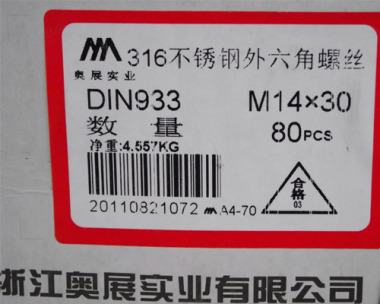 316不锈钢外六角螺丝
奥展实业
DIN933 M14×30
数量 80PCS
净重:4.557KG
合格
03
20110821072 A4-70
浙江奥展实业有限公司